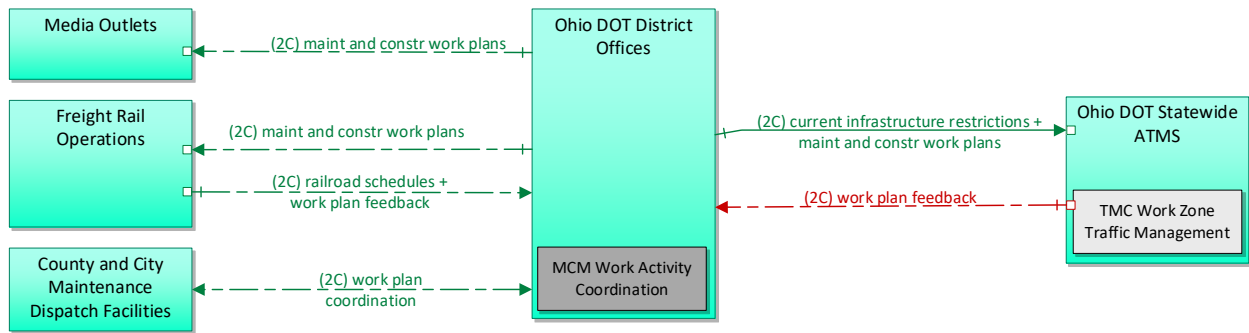 Media Outlets
(2C) maint and constr work plans
Ohio DOT District
Offices
Freight Rail
Operations
(2C) maint and constr work plans
(2C) railroad schedules +
work plan feedback
(2C) current infrastructure restrictions +
maint and constr work plans
Ohio DOT Statewide
ATMS
(2C) work plan feedback
TMC Work Zone
Traffic Management
County and City
Maintenance
Dispatch Facilities
(2C) work plan
coordination
MCM Work Activity
Coordination